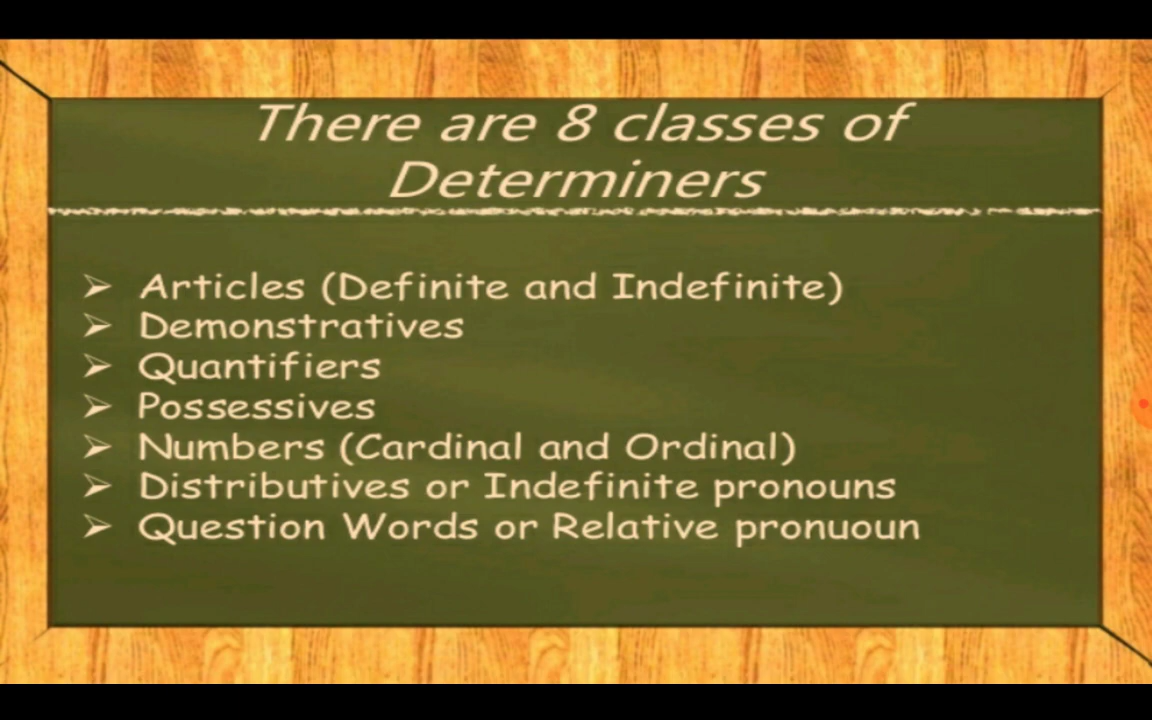 There are 8 classes of
Determiners
➢ Articles (Definite and Indefinite)
➢ Demonstratives
➢ Quantifiers
➢ Possessives
➢ Numbers (Cardinal and Ordinal)
➢ Distributives or Indefinite pronouns
➢ Question Words or Relative pronuoun